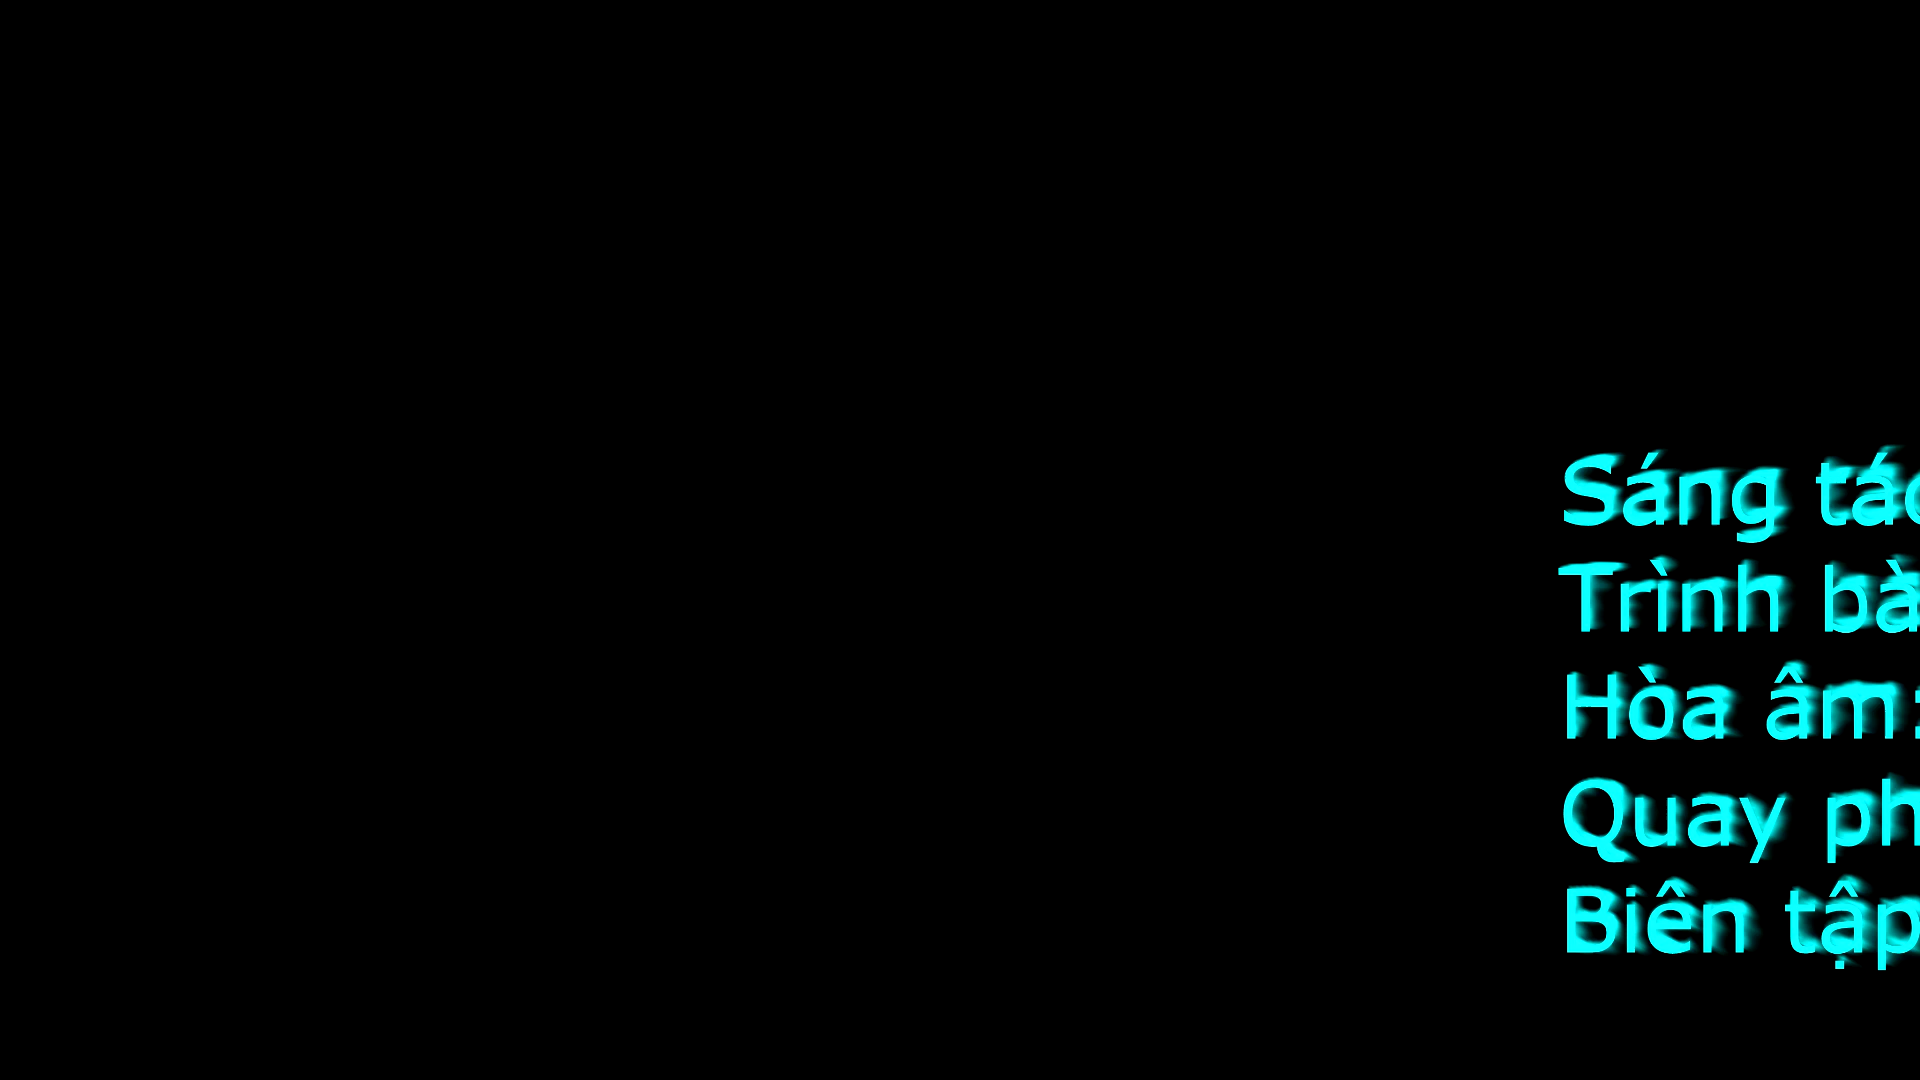 Sáng tác
Trình bà
Hòa âm:
Quay ph
Biên tập